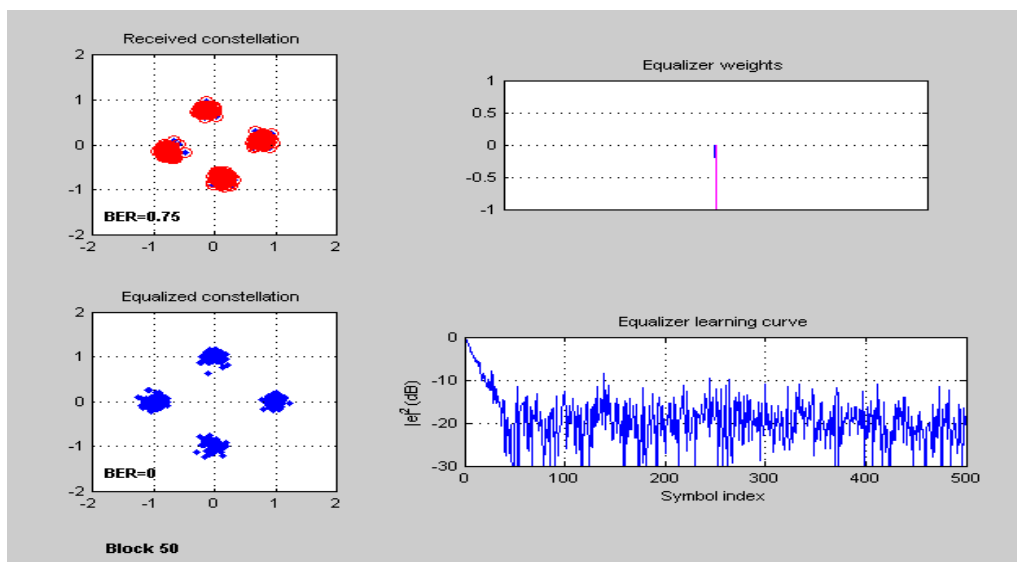 Received constellation
2
1
0
-1
-2
BER=0.75
-2 -1 0 1 2
Equalizer weights
1
0.5
0
-0.5
-1
Equalized constellation
2
1
0
-1
-2
BER=0
-2 -1 0 1 2
Equalizer learning curve
|e|² (dB)
0
-10
-20
-30
0 100 200 300 400 500
Symbol index
Block 50